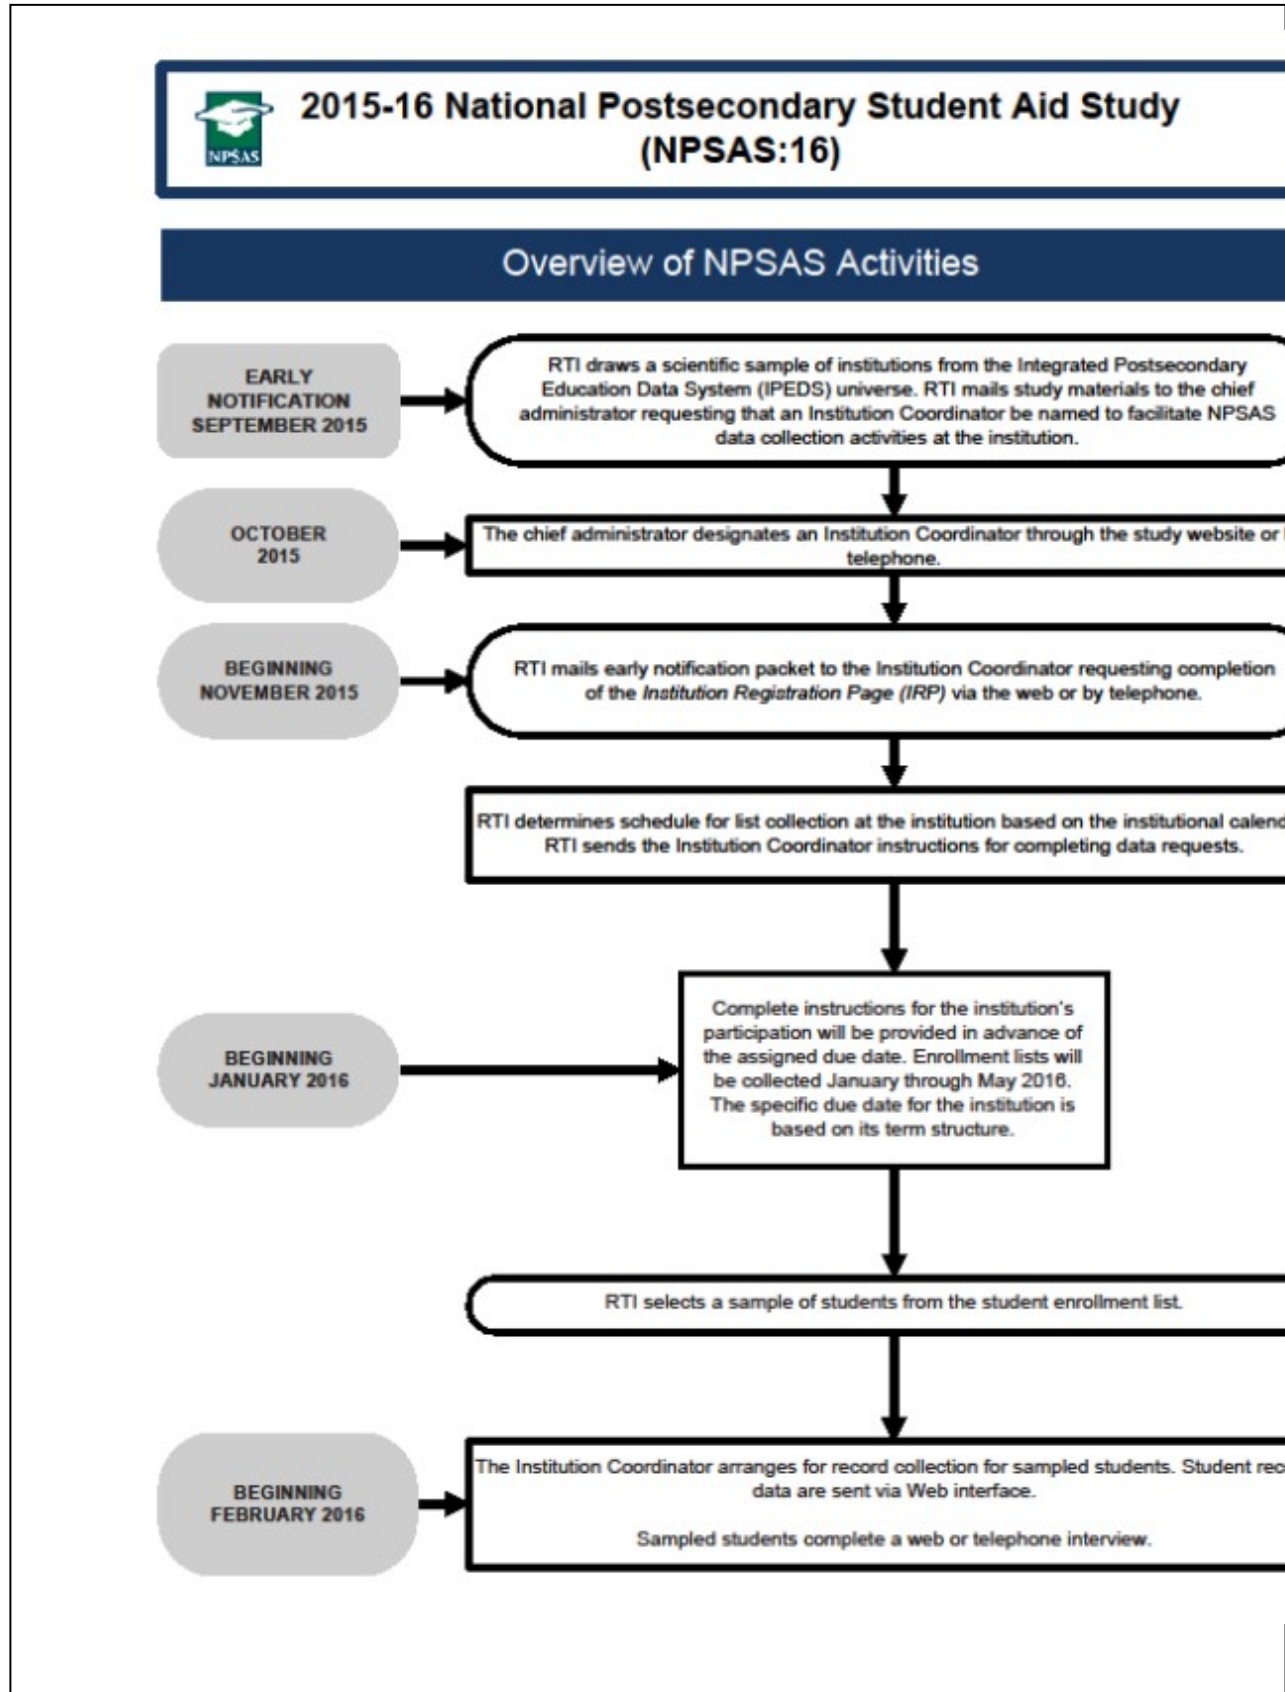 2015-16 National Postsecondary Student Aid Study
(NPSAS:16)
NPSAS
Overview of NPSAS Activities
EARLY
NOTIFICATION
SEPTEMBER 2015
RTI draws a scientific sample of institutions from the Integrated Postsecondary
Education Data System (IPEDS) universe. RTI mails study materials to the chief
administrator requesting that an Institution Coordinator be named to facilitate NPSAS
data collection activities at the institution.
OCTOBER
2015
The chief administrator designates an Institution Coordinator through the study website or
telephone.
BEGINNING
NOVEMBER 2015
RTI mails early notification packet to the Institution Coordinator requesting completion
of the Institution Registration Page (IRP) via the web or by telephone.
RTI determines schedule for list collection at the institution based on the institutional
RTI sends the Institution Coordinator instructions for completing data requests.
BEGINNING
JANUARY 2016
Complete instructions for the institution's
participation will be provided in advance of
the assigned due date. Enrollment lists will
be collected January through May 2016.
The specific due date for the institution is
based on its term structure.
RTI selects a sample of students from the student enrollment list.
BEGINNING
FEBRUARY 2016
The Institution Coordinator arranges for record collection for sampled students. Student
data are sent via Web interface.
Sampled students complete a web or telephone interview.